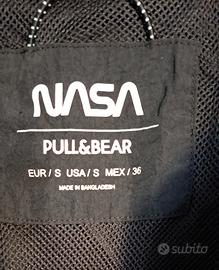 NASA
PULL&BEAR
EUR/S USA/S MEX/36
MADE IN BANGLADESH
subito